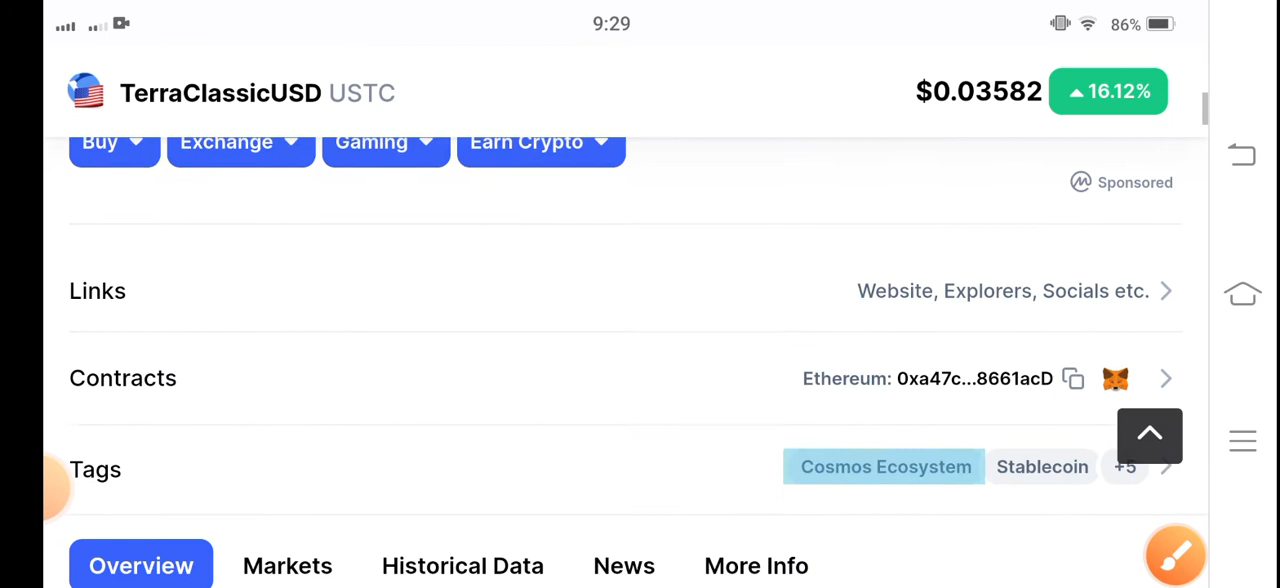 9:29
86%
TerraClassicUSD USTC
$0.03582
16.12%
Buy
Exchange
Gaming
Earn Crypto
Sponsored
Links
Website, Explorers, Socials etc.
Contracts
Ethereum: 0xa47c...8661acD
Tags
Cosmos Ecosystem
Stablecoin
+5
Overview
Markets
Historical Data
News
More Info